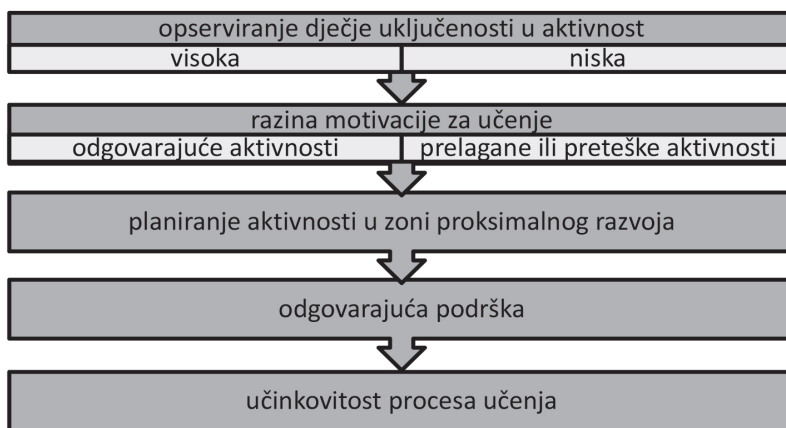 opserviranje dječje uključenosti u aktivnost
visoka niska
razina motivacije za učenje
odgovarajuće aktivnosti prelagane ili preteške aktivnosti
planiranje aktivnosti u zoni proksimalnog razvoja
odgovarajuća podrška
učinkovitost procesa učenja